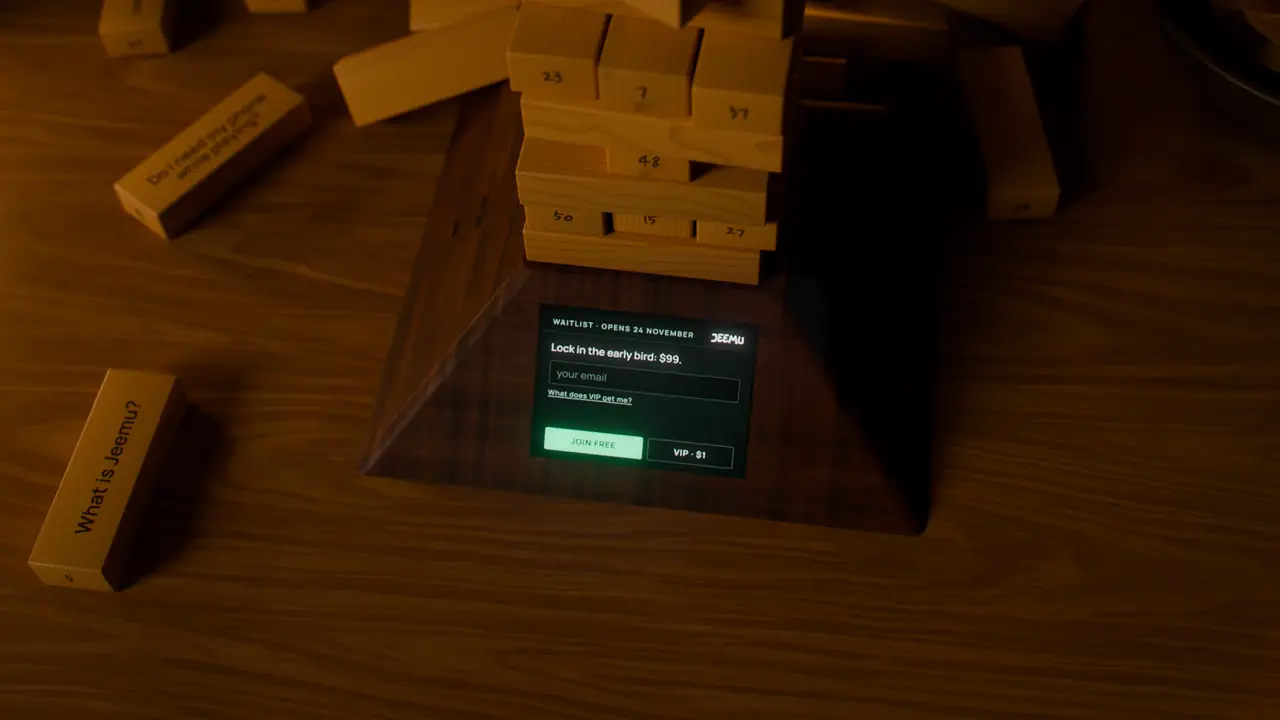 23
7
37
Do I need my phone
while playing?
48
50
15
27
WAITLIST · OPENS 24 NOVEMBER
JEEMU
Lock in the early bird: $99.
your email
What does VIP get me?
JOIN FREE
VIP · $1
What is Jeemu?